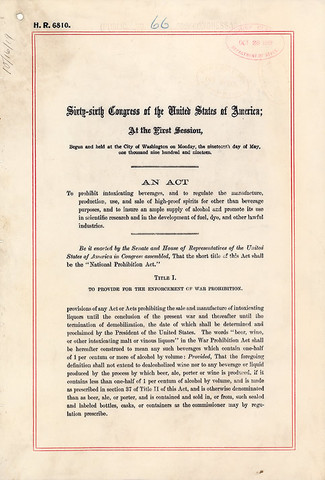 H. R. 6810.
66
Sixty-sixth Congress of the United States of America;
At the First Session,
Begun and held at the City of Washington on Monday, the nineteenth day of May,
one thousand nine hundred and nineteen.
AN ACT
To prohibit intoxicating beverages, and to regulate the manufacture,
production, use, and sale of high-proof spirits for other than beverage
purposes, and to insure an ample supply of alcohol and promote its use
in scientific research and in the development of fuel, dye, and other lawful
industries.
Be it enacted by the Senate and House of Representatives of the United
States of America in Congress assembled, That the short title of this Act shall
be the “National Prohibition Act.”
TITLE I.
TO PROVIDE FOR THE ENFORCEMENT OF WAR PROHIBITION.
provisions of any Act or Acts prohibiting the sale and manufacture of intoxicating
liquors until the conclusion of the present war and thereafter until the
termination of demobilization, the date of which shall be determined and
proclaimed by the President of the United States. The words “beer, wine,
or other intoxicating malt or vinous liquors” in the War Prohibition Act shall
be hereafter construed to mean any such beverages which contain one-half
of 1 per centum or more of alcohol by volume: Provided, That the foregoing
definition shall not extend to dealcoholized wine nor to any beverage or liquid
produced by the process by which beer, ale, porter or wine is produced, if it
contains less than one-half of 1 per centum of alcohol by volume, and is made
as prescribed in section 37 of Title II of this Act, and is otherwise denominated
than as beer, ale, or porter, and is contained and sold in, or from, such sealed
and labeled bottles, casks, or containers as the commissioner may by regu-
lation prescribe.